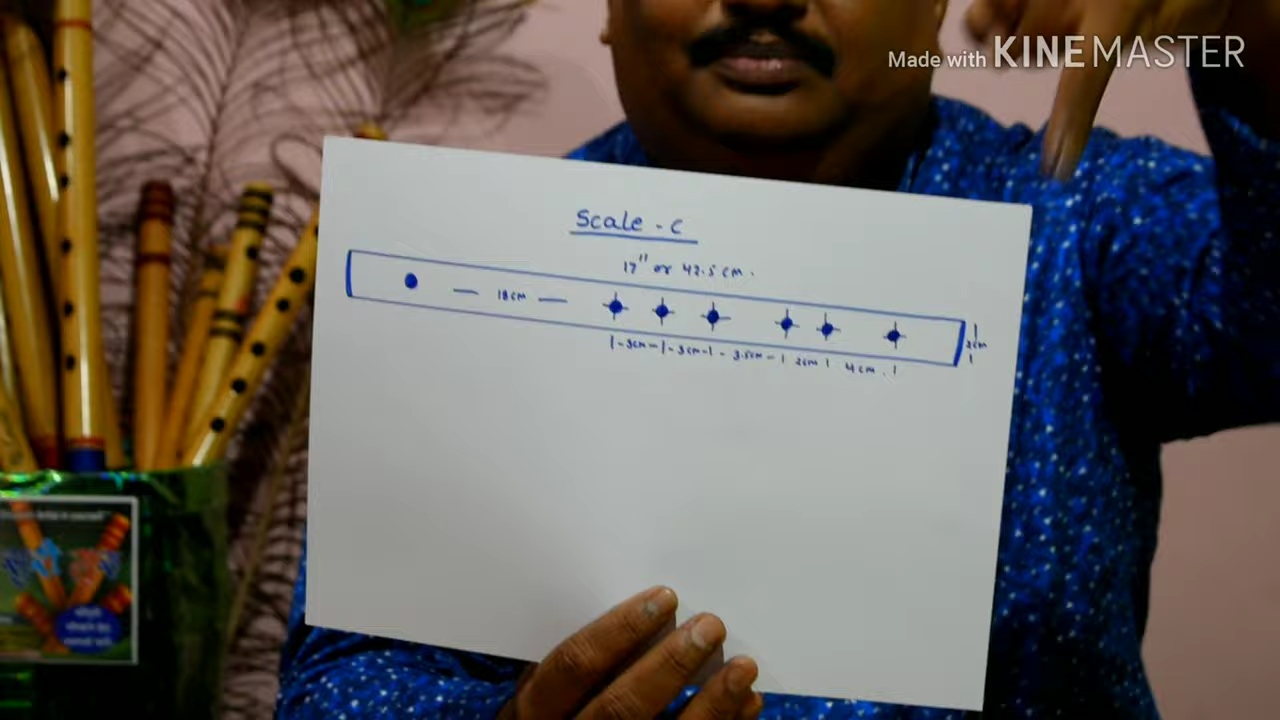 Made with KINEMASTER
Scale - C
17" or 42.5 cm.
18cm
|-3cm-|-3cm-|- 3.5cm-| 2cm | 4cm. |
2cm